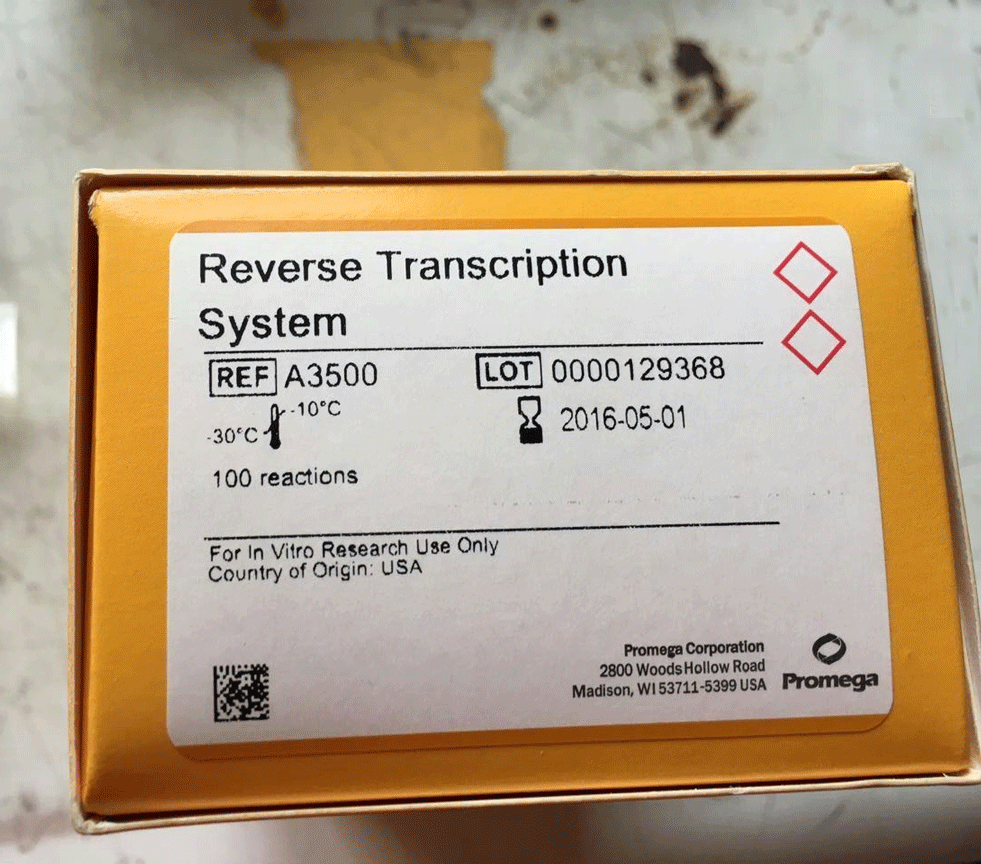 Reverse Transcription
System
REF A3500
LOT 0000129368
-10°C
-30°C
2016-05-01
100 reactions
For In Vitro Research Use Only
Country of Origin: USA
Promega Corporation
2800 Woods Hollow Road
Madison, WI 53711-5399 USA
Promega